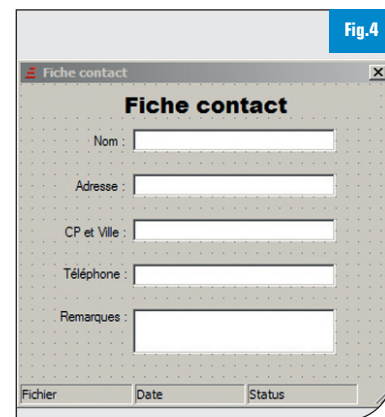 Fig.4
Fiche contact
Fiche contact
Nom :
Adresse :
CP et Ville :
Téléphone :
Remarques :
Fichier Date Status